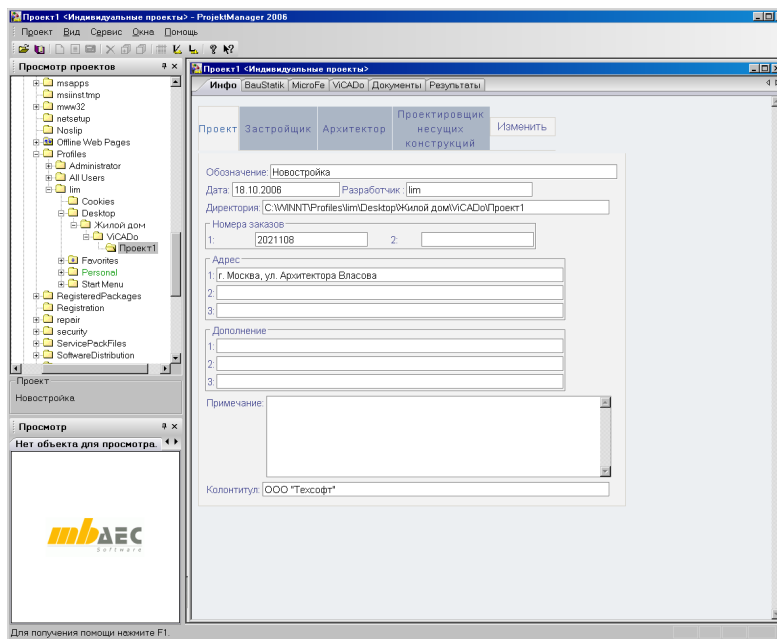 Проект1 <Индивидуальные проекты> - ProjektManager 2006
Проект Вид Сервис Окна Помощь
Просмотр проектов
msapps
msiinst.tmp
mww32
netsetup
Noslip
Offline Web Pages
Profiles
Administrator
All Users
lim
Cookies
Desktop
Жилой дом
ViCADo
Проект1
Favorites
Personal
Start Menu
RegisteredPackages
Registration
repair
security
ServicePackFiles
SoftwareDistribution
Проект
Новостройка
Просмотр
Нет объекта для просмотра.
mb AEC
Software
Проект1 <Индивидуальные проекты>
Инфо BauStatik MicroFe ViCADo Документы Результаты
Проект Застройщик Архитектор Проектировщик несущих конструкций Изменить
Обозначение: Новостройка
Дата: 18.10.2006 Разработчик : lim
Директория: C:\WINNT\Profiles\lim\Desktop\Жилой дом\ViCADo\Проект1
Номера заказов
1: 2021108 2:
Адрес
1: г. Москва, ул. Архитектора Власова
2:
3:
Дополнение
1:
2:
3:
Примечание:
Колонтитул: ООО "Техсофт"
Для получения помощи нажмите F1.